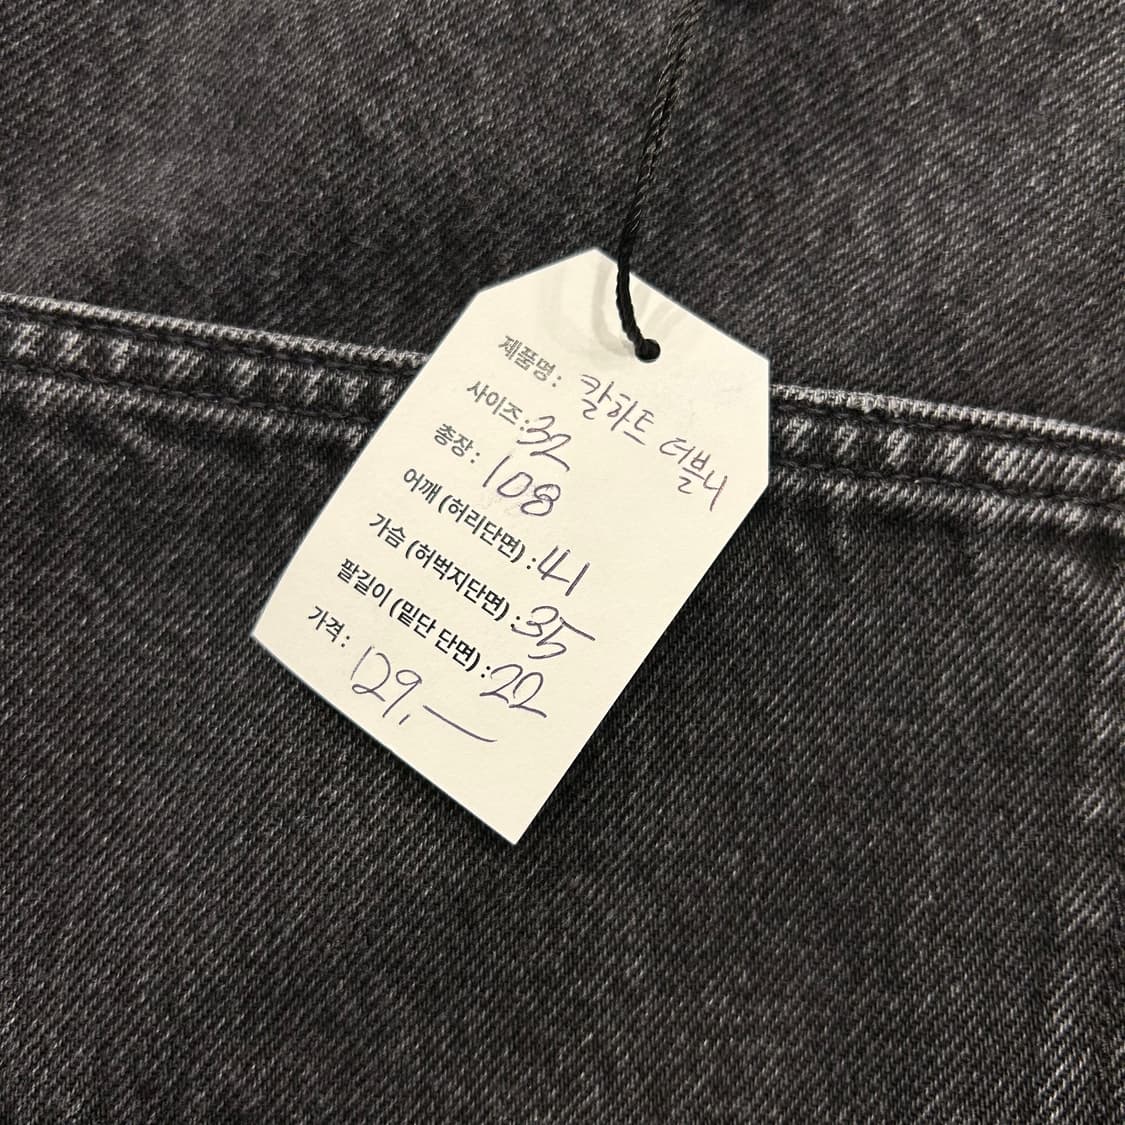 제품명: 칼하트 더블니
사이즈: 32
총장: 108
어깨 (허리단면) : 41
가슴 (허벅지단면) : 35
팔길이 (밑단 단면) : 22
가격: 129,—